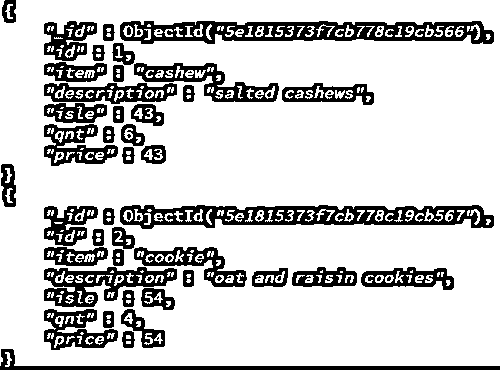 {
"_id" : ObjectId("5e1815373f7cb778c19cb566"),
"id" : 1,
"item" : "cashew",
"description" : "salted cashews",
"isle" : 43,
"qnt" : 6,
"price" : 43
}
{
"_id" : ObjectId("5e1815373f7cb778c19cb567"),
"id" : 2,
"item" : "cookie",
"description" : "oat and raisin cookies",
"isle " : 54,
"qnt" : 4,
"price" : 54
}